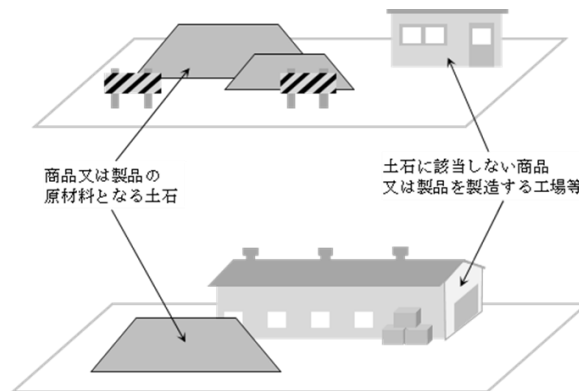 商品又は製品の
原材料となる土石
土石に該当しない商品
又は製品を製造する工場等